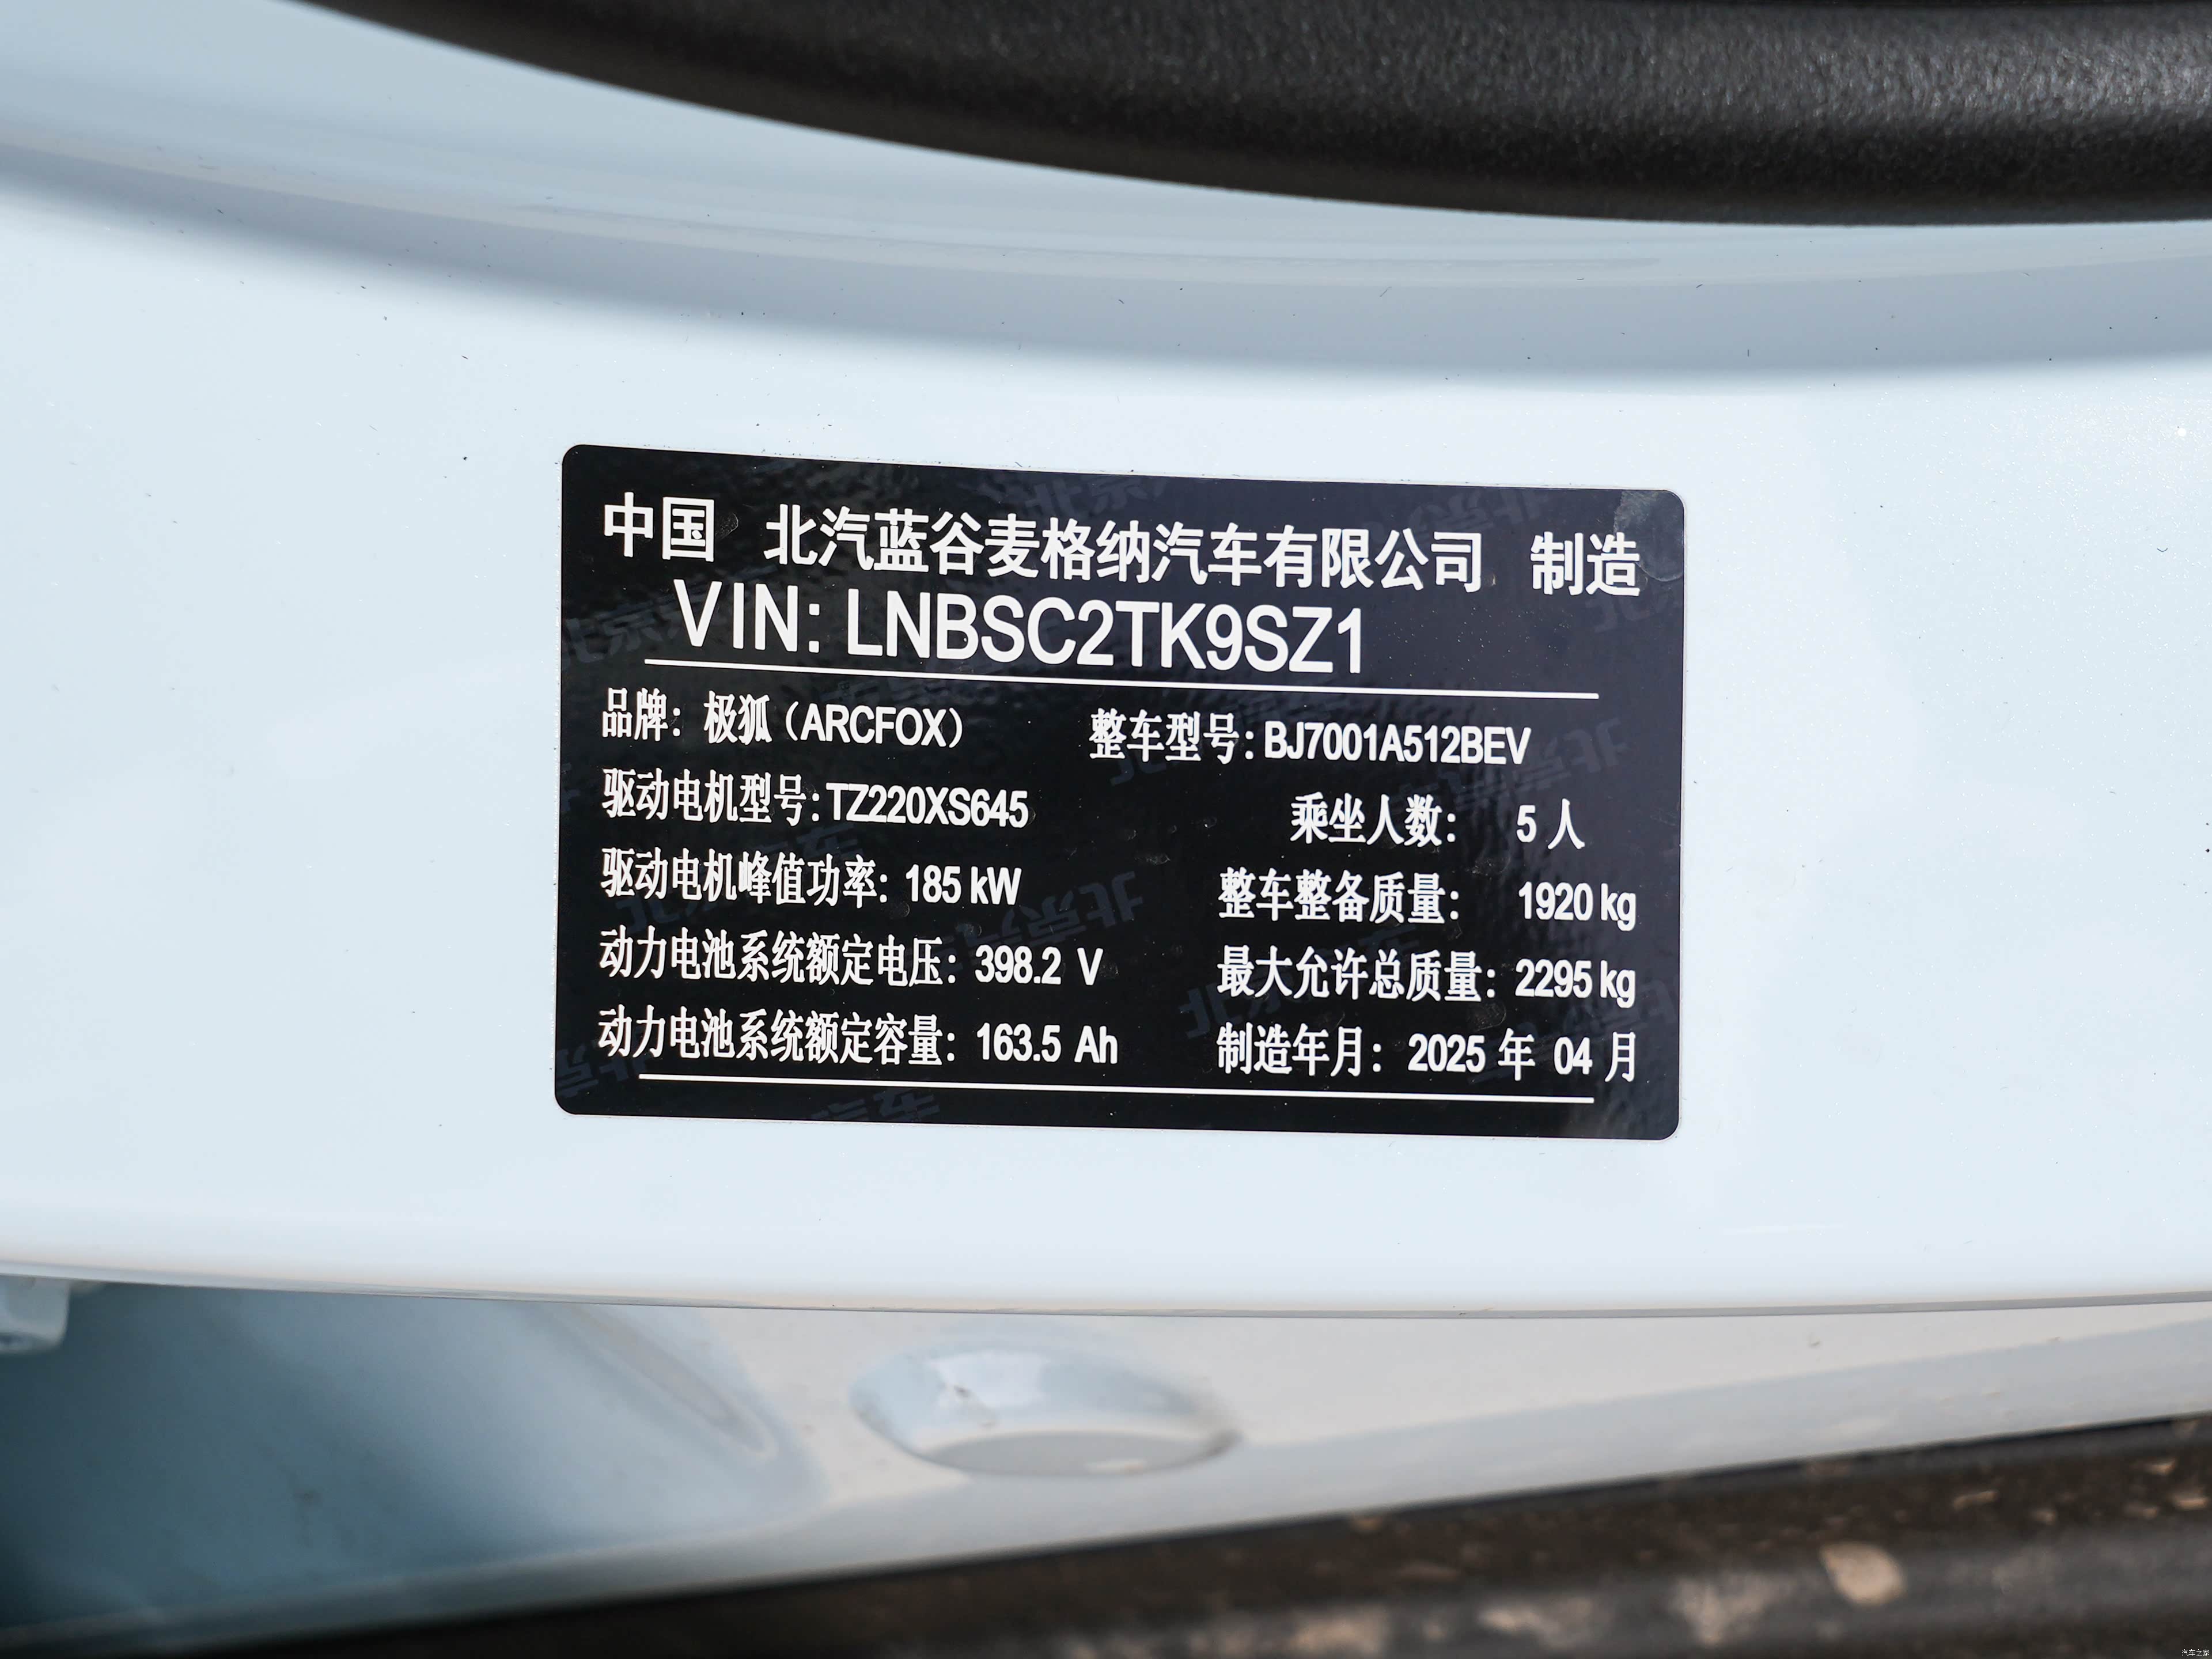 中国 北汽蓝谷麦格纳汽车有限公司 制造
VIN: LNBSC2TK9SZ1
品牌: 极狐（ARCFOX） 整车型号: BJ7001A512BEV
驱动电机型号: TZ220XS645 乘坐人数: 5 人
驱动电机峰值功率: 185 kW 整车整备质量: 1920 kg
动力电池系统额定电压: 398.2 V 最大允许总质量: 2295 kg
动力电池系统额定容量: 163.5 Ah 制造年月: 2025 年 04 月
汽车之家